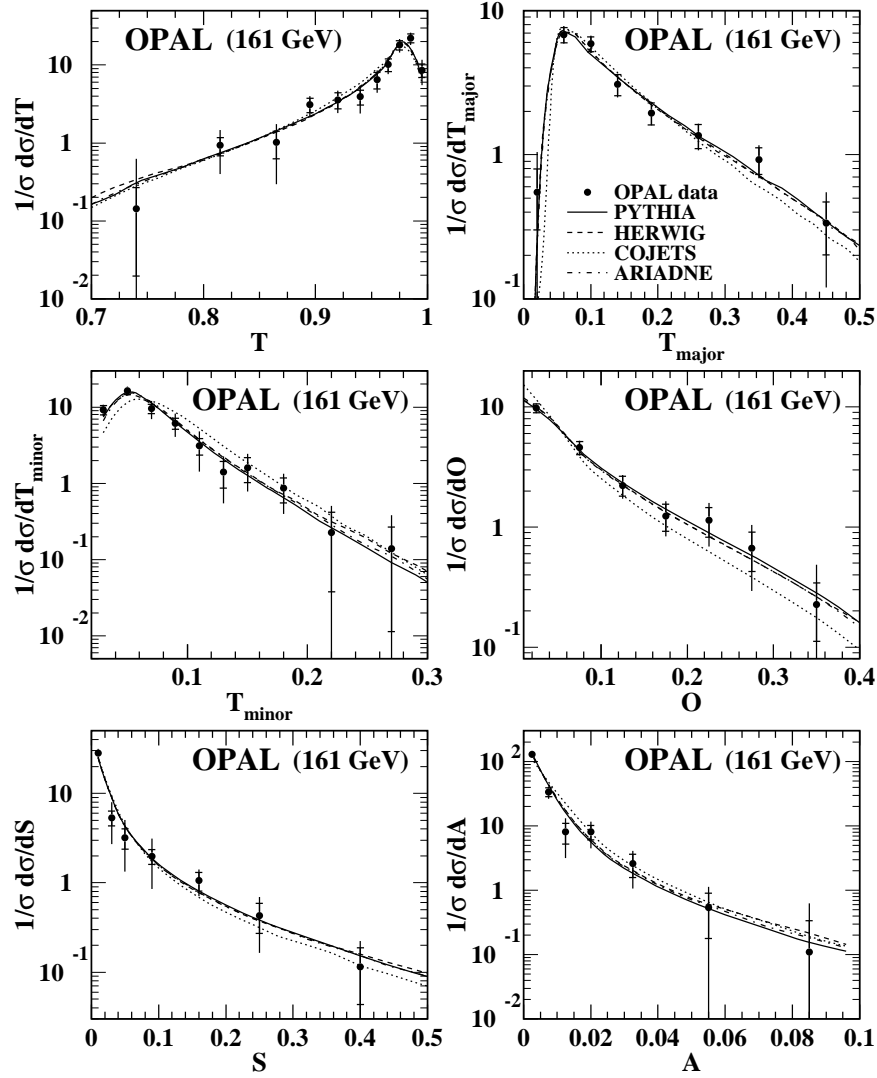 OPAL (161 GeV)
1/σ dσ/dT
10
1
10⁻¹
10⁻²
0.7 0.8 0.9 1
T
OPAL (161 GeV)
1/σ dσ/dT_major
10
1
10⁻¹
OPAL data
PYTHIA
HERWIG
COJETS
ARIADNE
0 0.1 0.2 0.3 0.4 0.5
T_major
OPAL (161 GeV)
1/σ dσ/dT_minor
10
1
10⁻¹
10⁻²
0.1 0.2 0.3
T_minor
OPAL (161 GeV)
1/σ dσ/dO
10
1
10⁻¹
0.1 0.2 0.3 0.4
O
OPAL (161 GeV)
1/σ dσ/dS
10
1
10⁻¹
0 0.1 0.2 0.3 0.4 0.5
S
OPAL (161 GeV)
1/σ dσ/dA
10²
10
1
10⁻¹
10⁻²
0 0.02 0.04 0.06 0.08 0.1
A